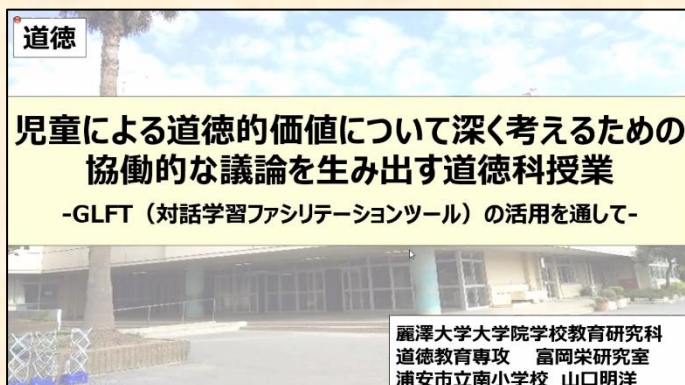 道徳
児童による道徳的価値について深く考えるための
協働的な議論を生み出す道徳科授業
-GLFT（対話学習ファシリテーションツール）の活用を通して-
麗澤大学大学院学校教育研究科
道徳教育専攻　富岡栄研究室
浦安市立南小学校 山口明洋